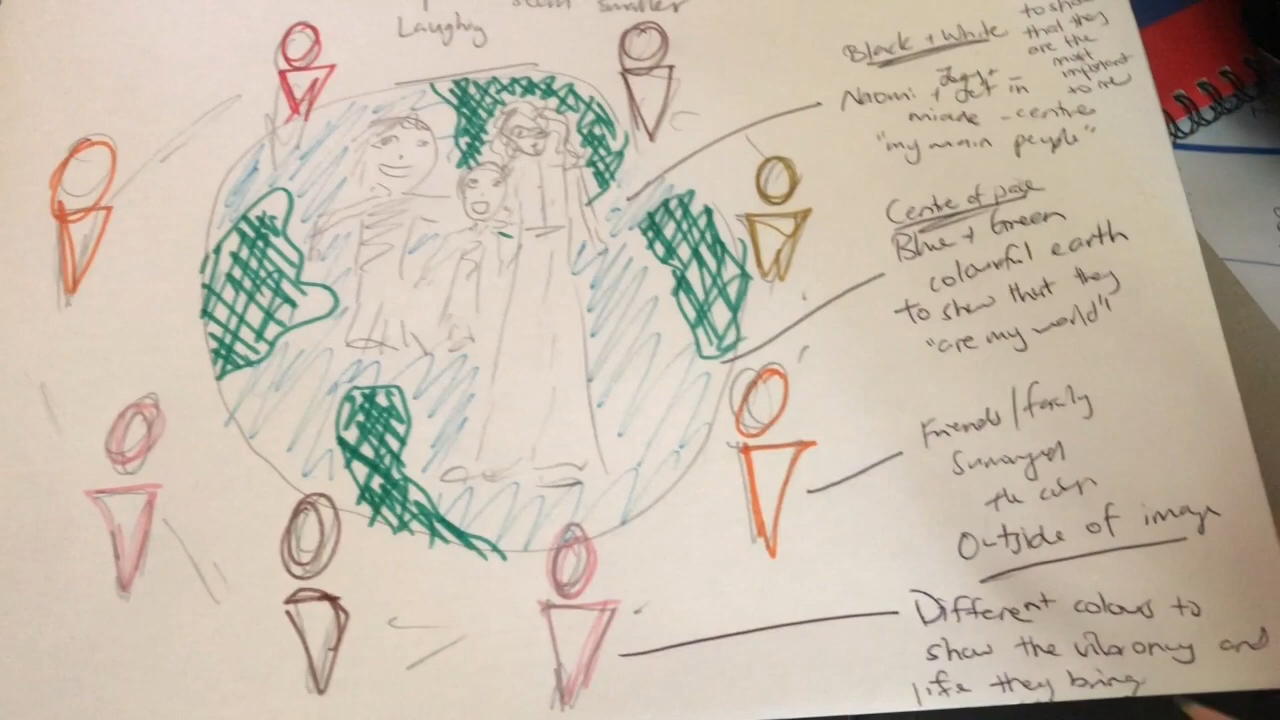 seem smaller
Laughing
to show
that they
are the
most
important
to me
Black + White
Naomi + in
middle - centre
"my main people"
Centre of page
Blue + Green
colourful earth
to show that they
"are my world"
Friends/family
the
Outside of image
Different colours to
show the vibrancy and
life they bring